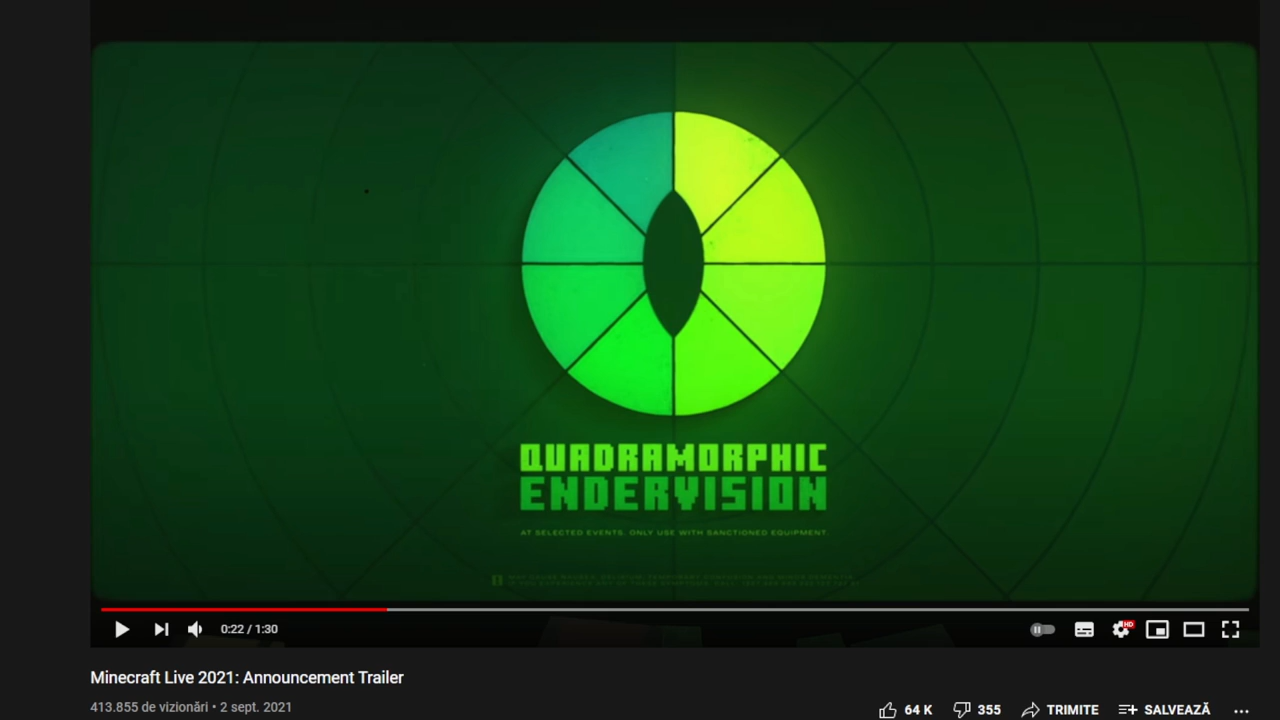 QUADRAMORPHIC
ENDERVISION
AT SELECTED EVENTS. ONLY USE WITH SANCTIONED EQUIPMENT.
0:22 / 1:30
HD
Minecraft Live 2021: Announcement Trailer
413.855 de vizionări • 2 sept. 2021
64 K
355
TRIMITE
SALVEAZĂ